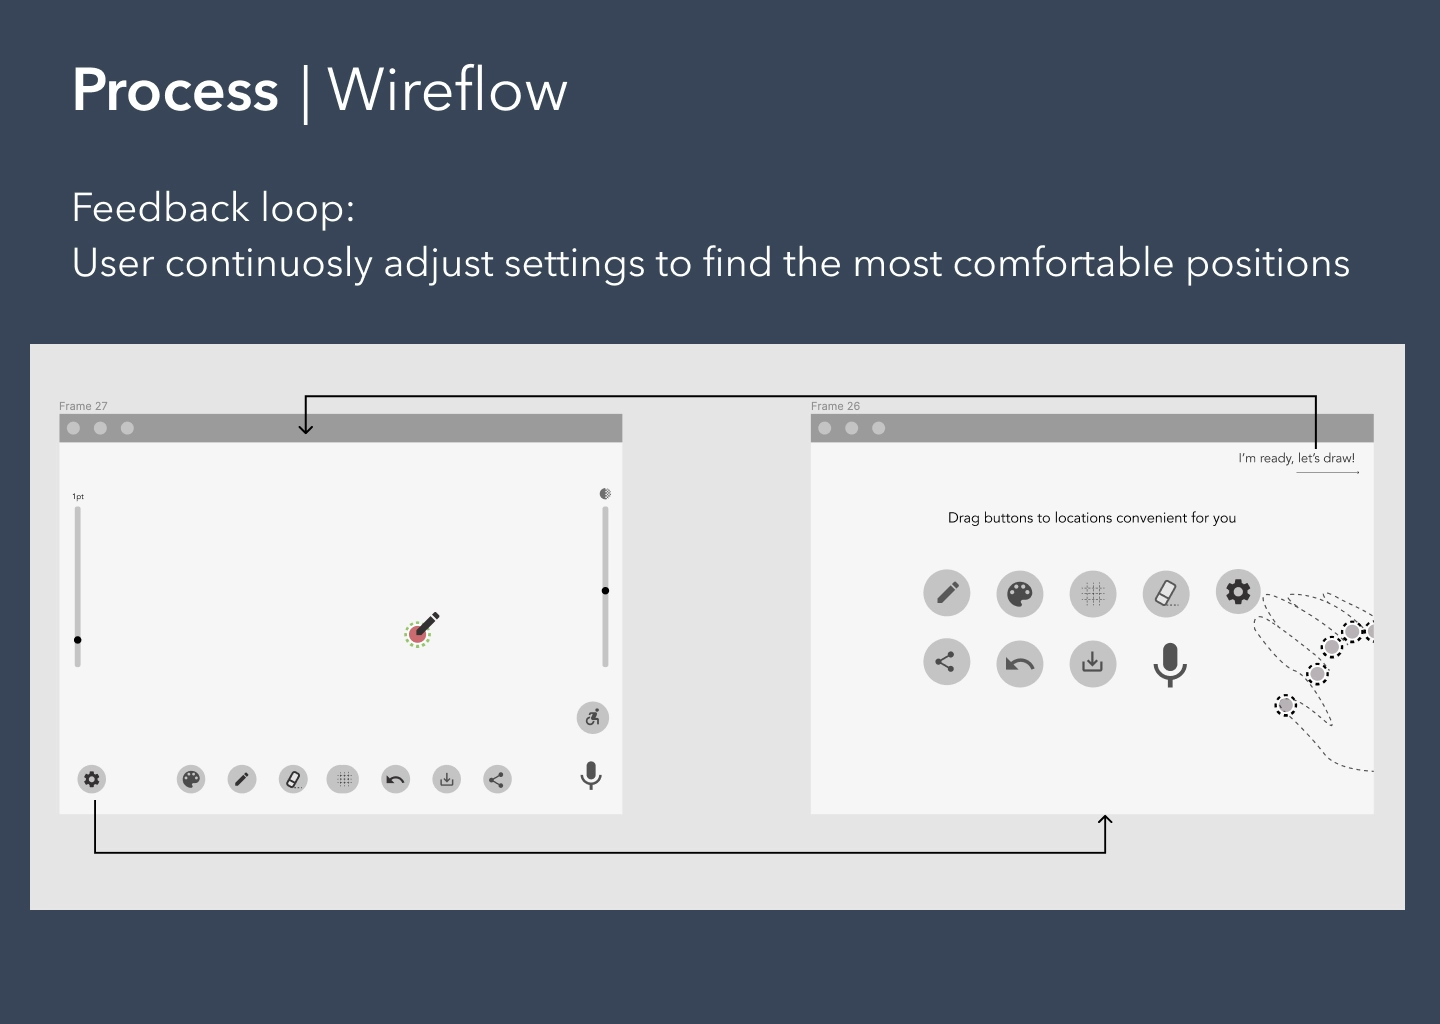 Process | Wireflow
Feedback loop:
User continuosly adjust settings to find the most comfortable positions
Frame 27
Frame 26
I'm ready, let's draw!
1pt
Drag buttons to locations convenient for you